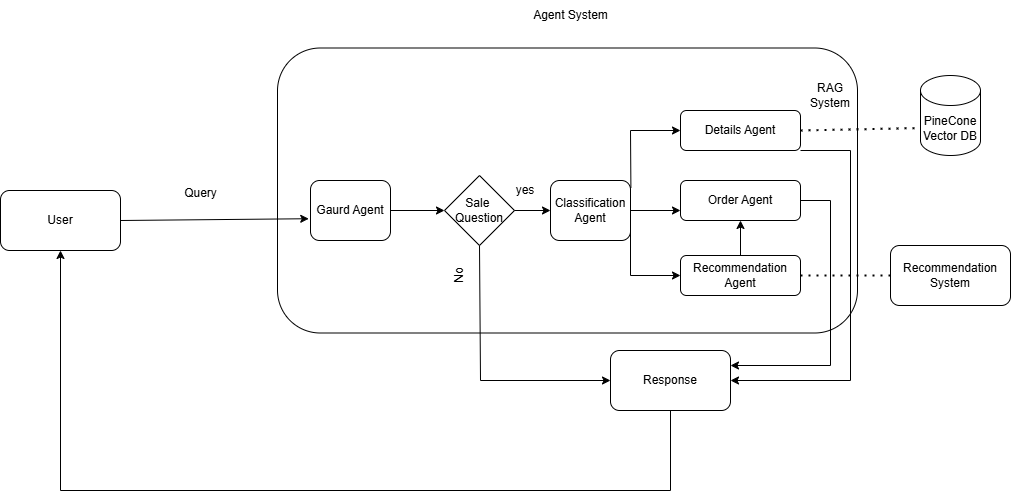 Agent System
RAG
System
PineCone
Vector DB
Details Agent
Query
User
Gaurd Agent
Sale
Question
yes
Classification
Agent
Order Agent
Recommendation
Agent
Recommendation
System
No
Response